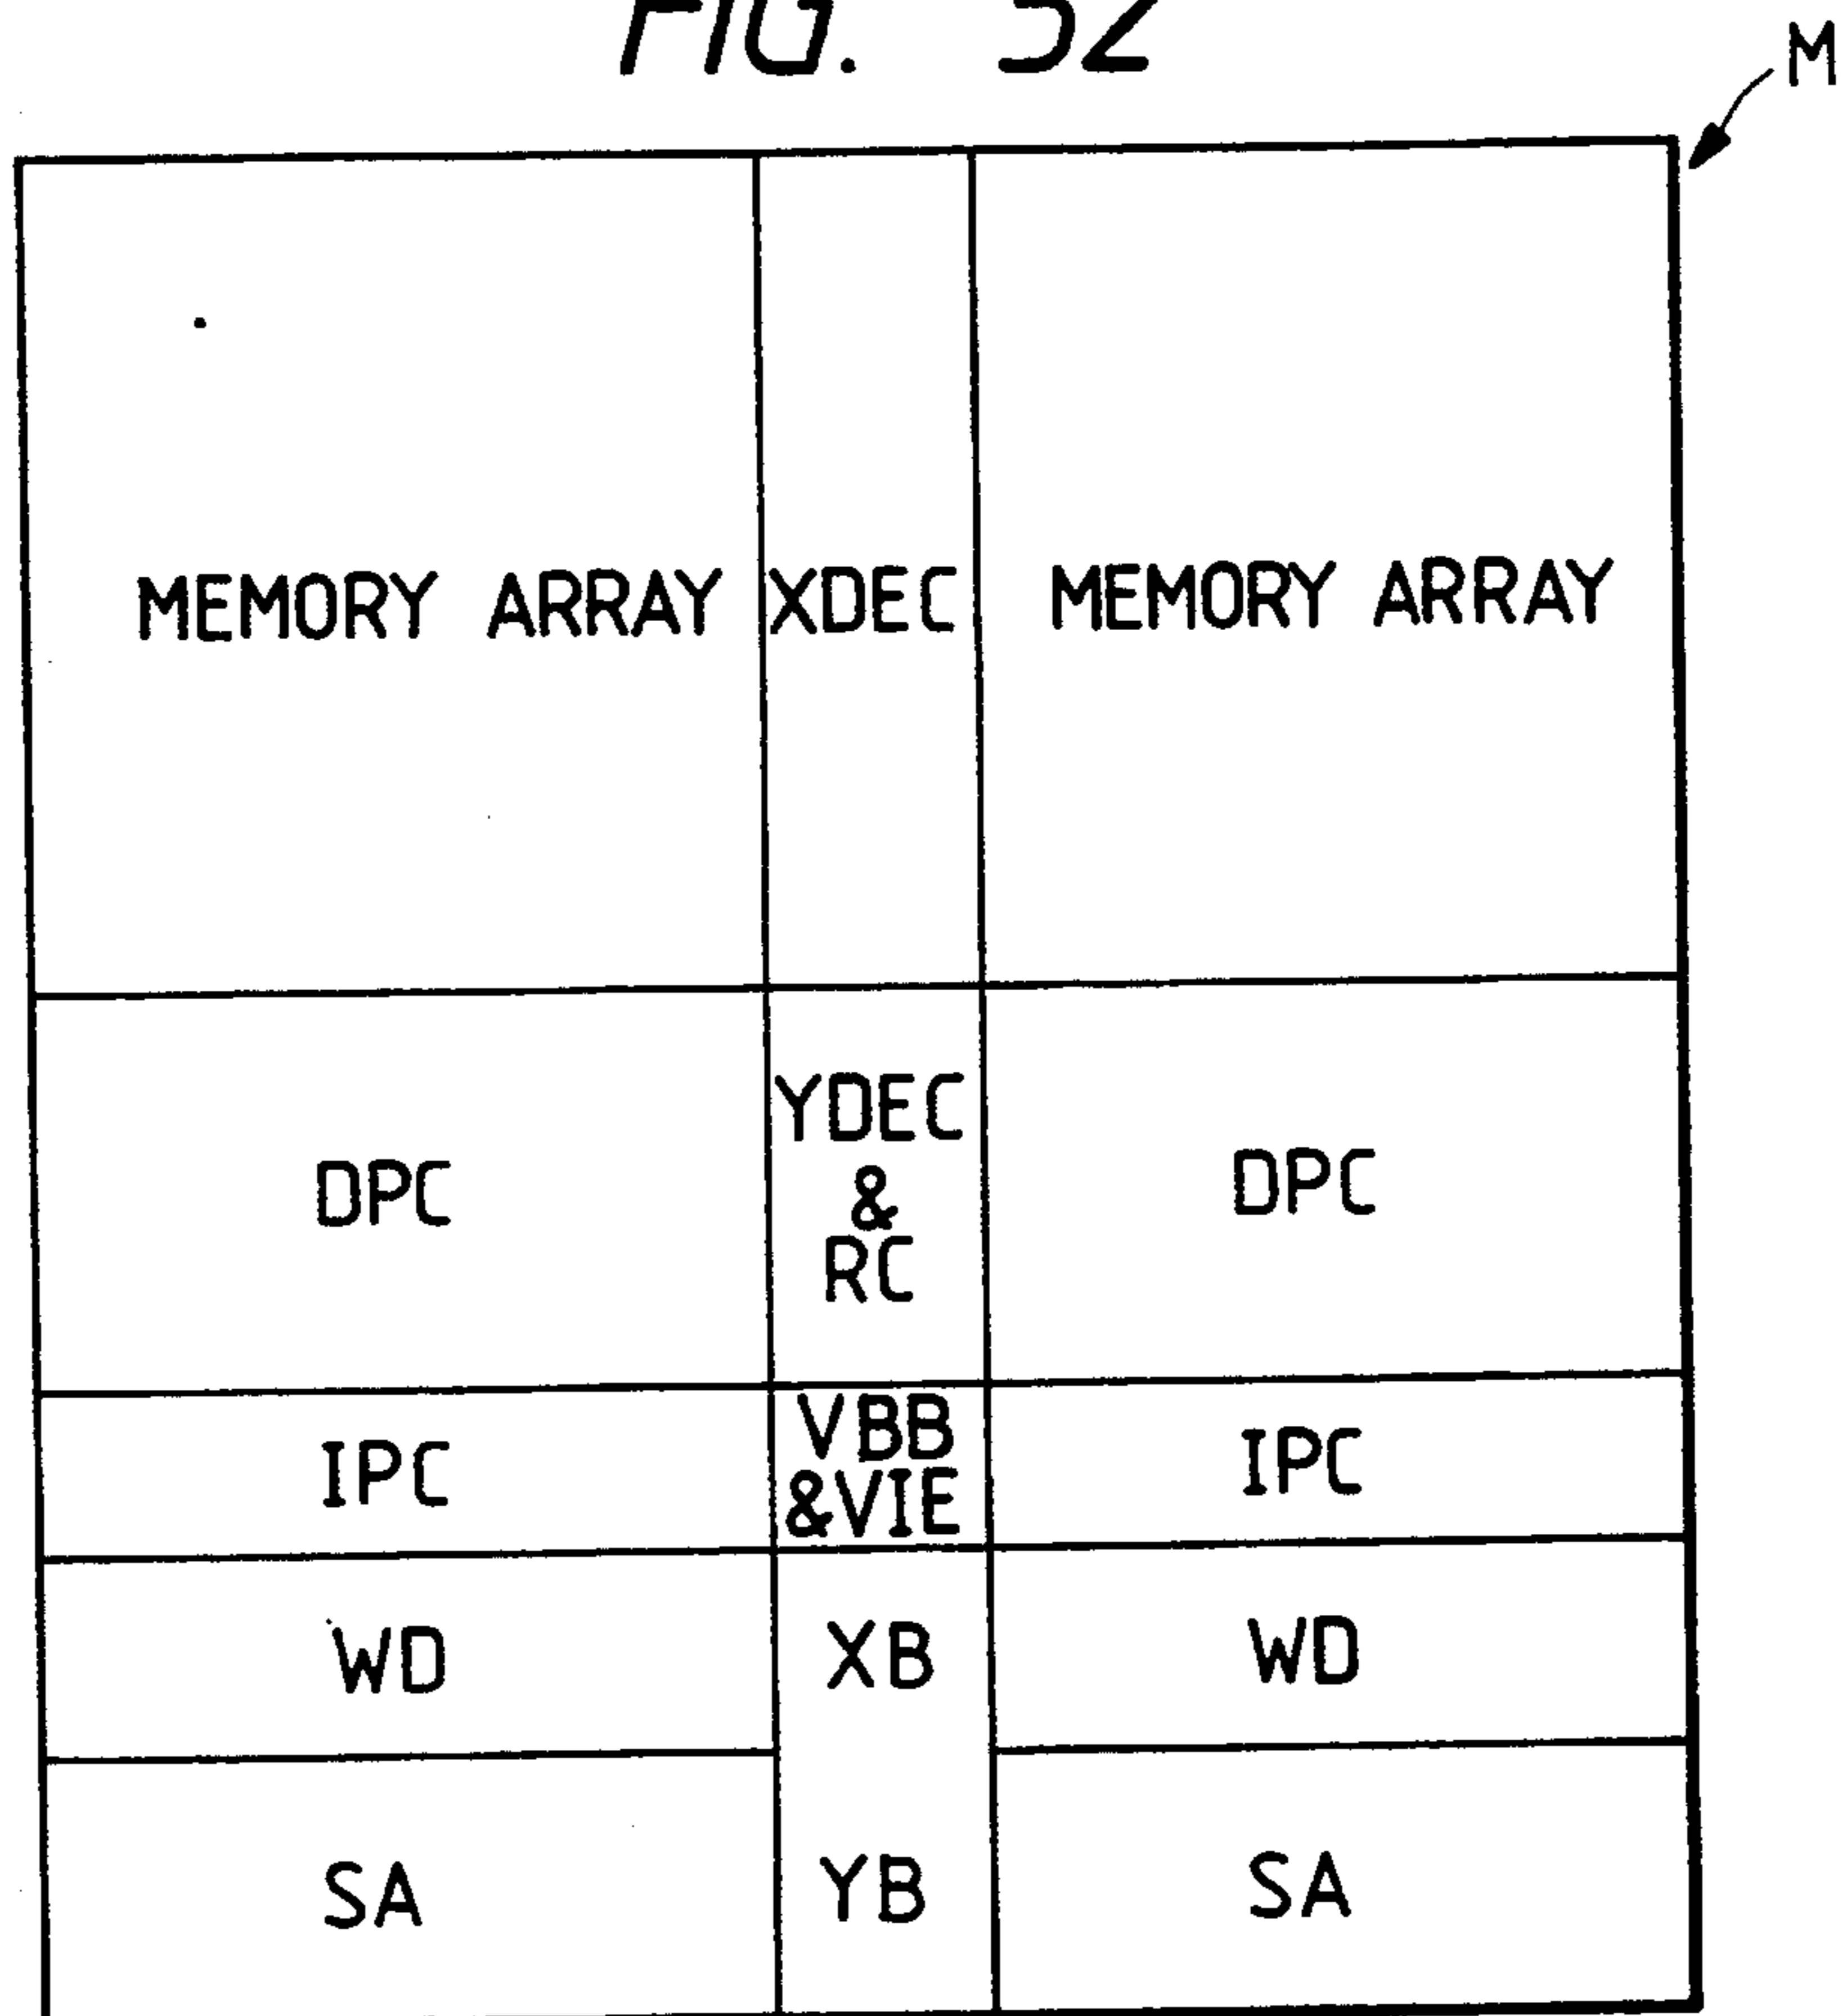 FIG. 32
M
MEMORY ARRAY XDEC MEMORY ARRAY
DPC YDEC & RC DPC
IPC VBB &VIE IPC
WD XB WD
SA YB SA